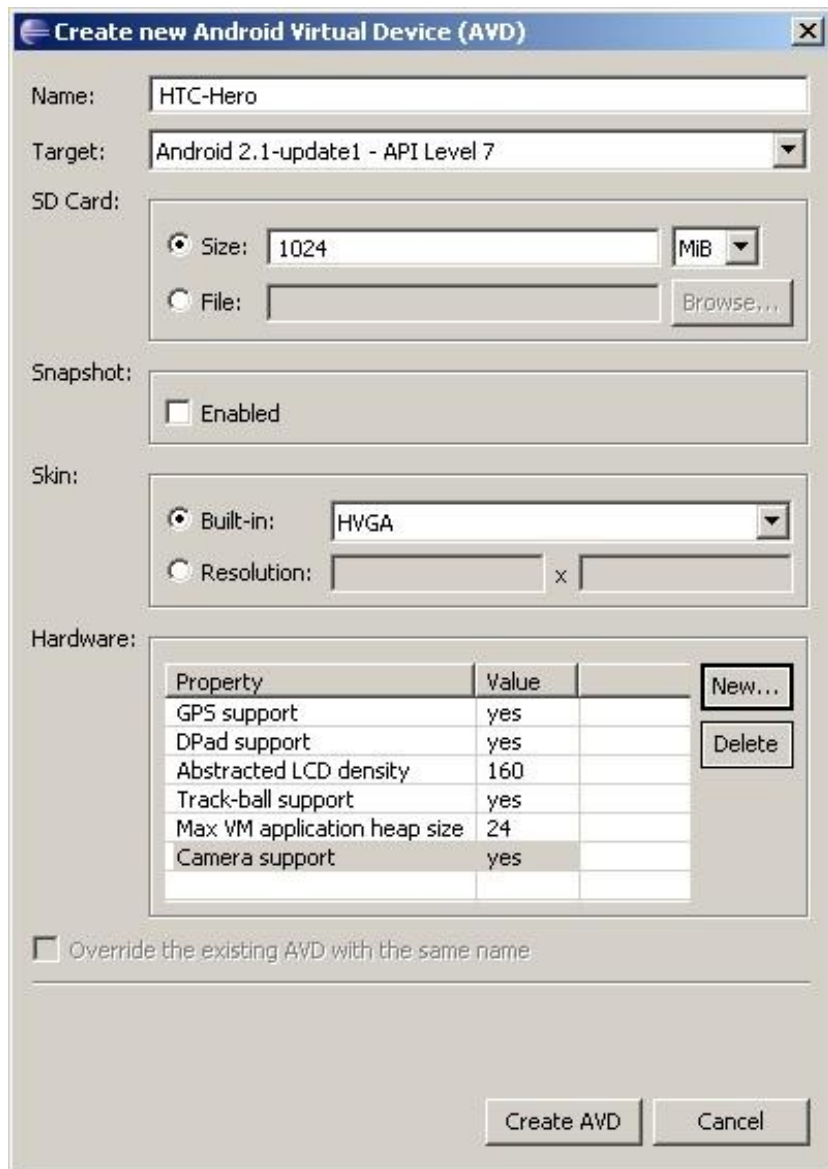 Create new Android Virtual Device (AVD)
Name: HTC-Hero
Target: Android 2.1-update1 - API Level 7
SD Card:
Size: 1024 MiB
File: Browse...
Snapshot:
Enabled
Skin:
Built-in: HVGA
Resolution: x
Hardware:
Property Value New...
GPS support yes
DPad support yes Delete
Abstracted LCD density 160
Track-ball support yes
Max VM application heap size 24
Camera support yes
Override the existing AVD with the same name
Create AVD Cancel